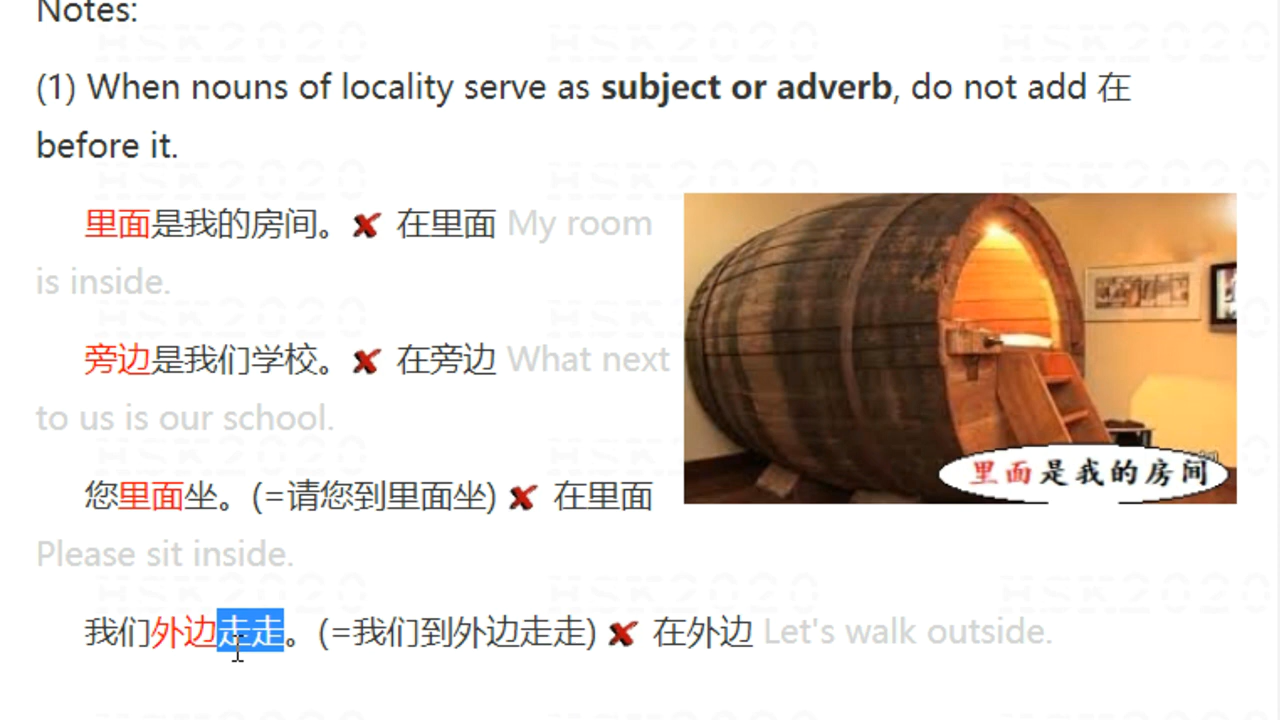 Notes:
(1) When nouns of locality serve as subject or adverb, do not add 在
before it.
里面是我的房间。✘ 在里面 My room
is inside.
旁边是我们学校。✘ 在旁边 What next
to us is our school.
您里面坐。(=请您到里面坐) ✘ 在里面
Please sit inside.
我们外边走走。(=我们到外边走走) ✘ 在外边 Let's walk outside.
里面是我的房间
HSK2020